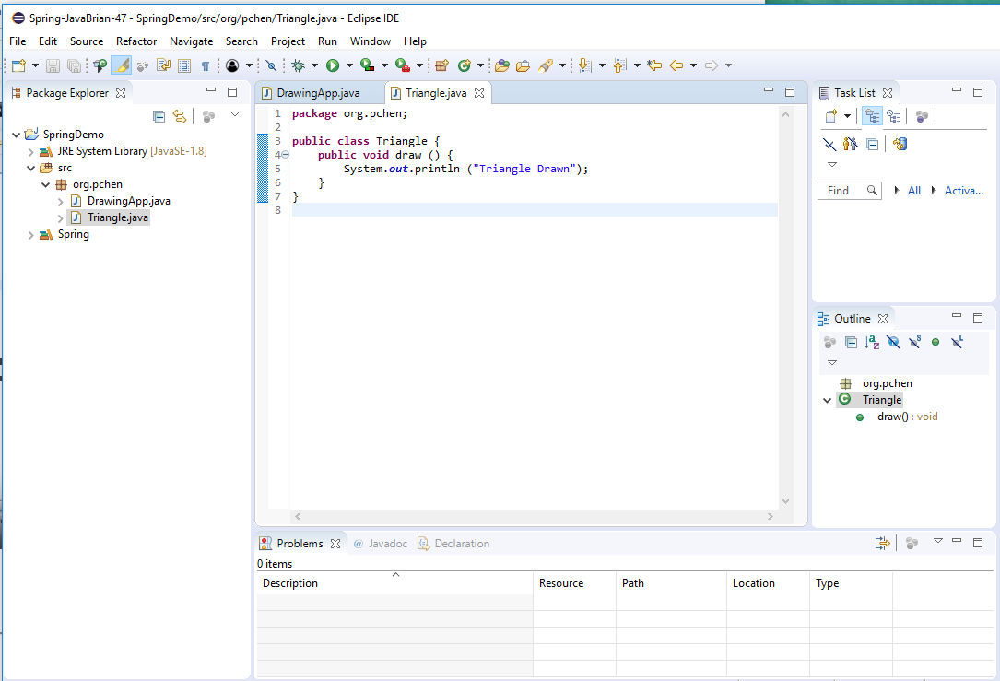 Spring-JavaBrian-47 - SpringDemo/src/org/pchen/Triangle.java - Eclipse IDE
File Edit Source Refactor Navigate Search Project Run Window Help
Package Explorer
SpringDemo
JRE System Library [JavaSE-1.8]
src
org.pchen
DrawingApp.java
Triangle.java
Spring
DrawingApp.java Triangle.java
1 package org.pchen;
2
3 public class Triangle {
4 public void draw () {
5 System.out.println ("Triangle Drawn");
6 }
7 }
8
Task List
Find All Activa...
Outline
org.pchen
Triangle
draw() : void
Problems @ Javadoc Declaration
0 items
Description Resource Path Location Type